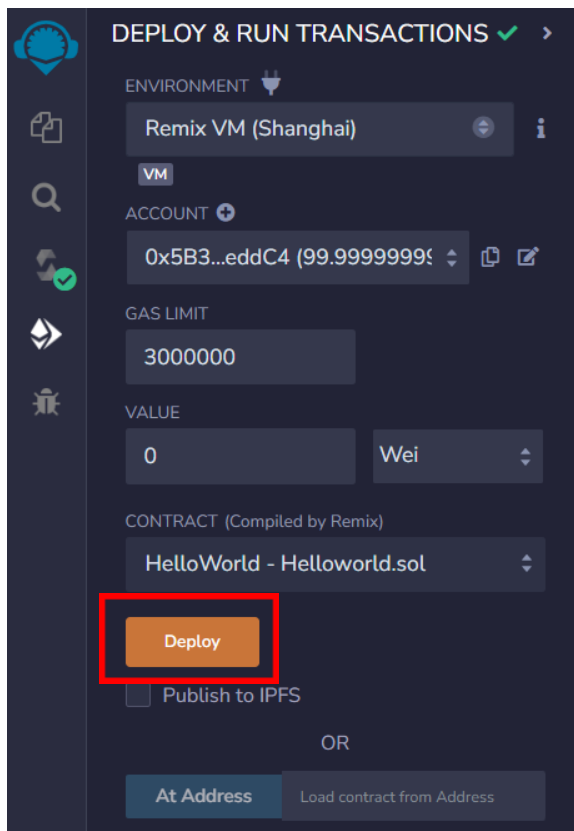 DEPLOY & RUN TRANSACTIONS
ENVIRONMENT
Remix VM (Shanghai)
VM
ACCOUNT
0x5B3...eddC4 (99.99999999
GAS LIMIT
3000000
VALUE
0 Wei
CONTRACT (Compiled by Remix)
HelloWorld - Helloworld.sol
Deploy
Publish to IPFS
OR
At Address Load contract from Address